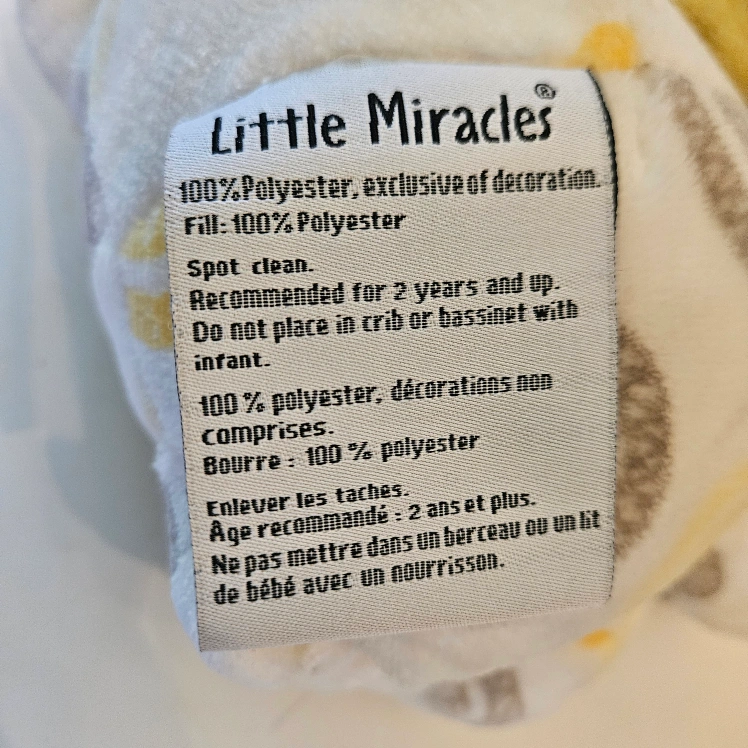 Little Miracles®
100% Polyester, exclusive of decoration.
Fill: 100% Polyester
Spot clean.
Recommended for 2 years and up.
Do not place in crib or bassinet with
infant.
100 % polyester, décorations non
comprises.
Bourre : 100 % polyester
Enlever les taches.
Âge recommandé : 2 ans et plus.
Ne pas mettre dans un berceau ou un lit
de bébé avec un nourrisson.